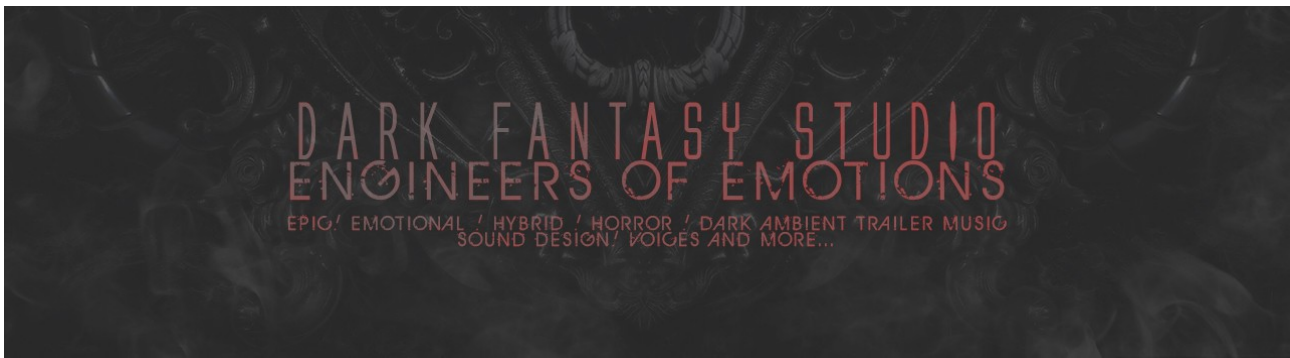 DARK FANTASY STUDIO
ENGINEERS OF EMOTIONS
EPIC/ EMOTIONAL / HYBRID / HORROR / DARK AMBIENT TRAILER MUSIC
SOUND DESIGN/ VOICES AND MORE...